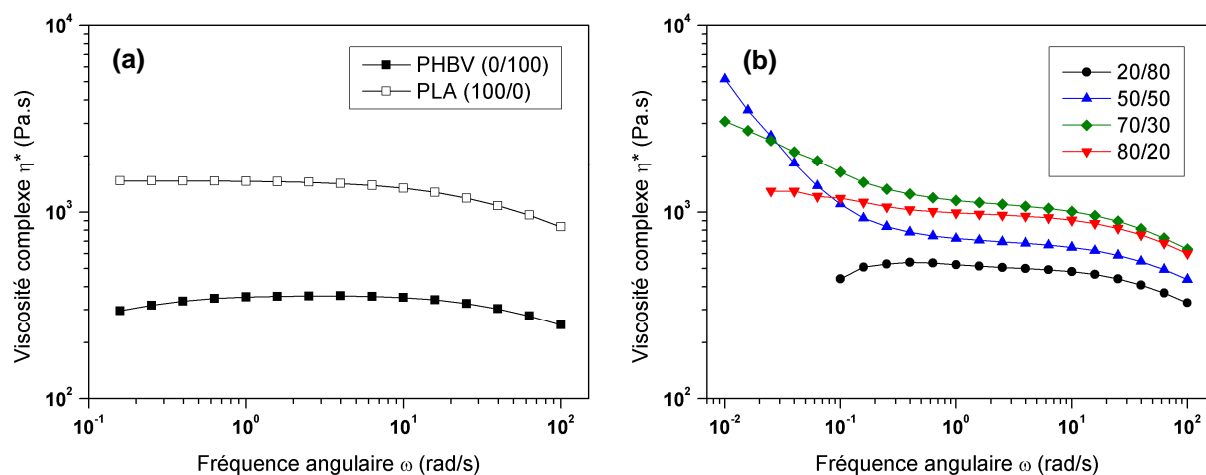 (a)
PHBV (0/100)
PLA (100/0)
Viscosité complexe η* (Pa.s)
10^4
10^3
10^2
10^-1
10^0
10^1
10^2
Fréquence angulaire ω (rad/s)
(b)
20/80
50/50
70/30
80/20
Viscosité complexe η* (Pa.s)
10^4
10^3
10^2
10^-2
10^-1
10^0
10^1
10^2
Fréquence angulaire ω (rad/s)